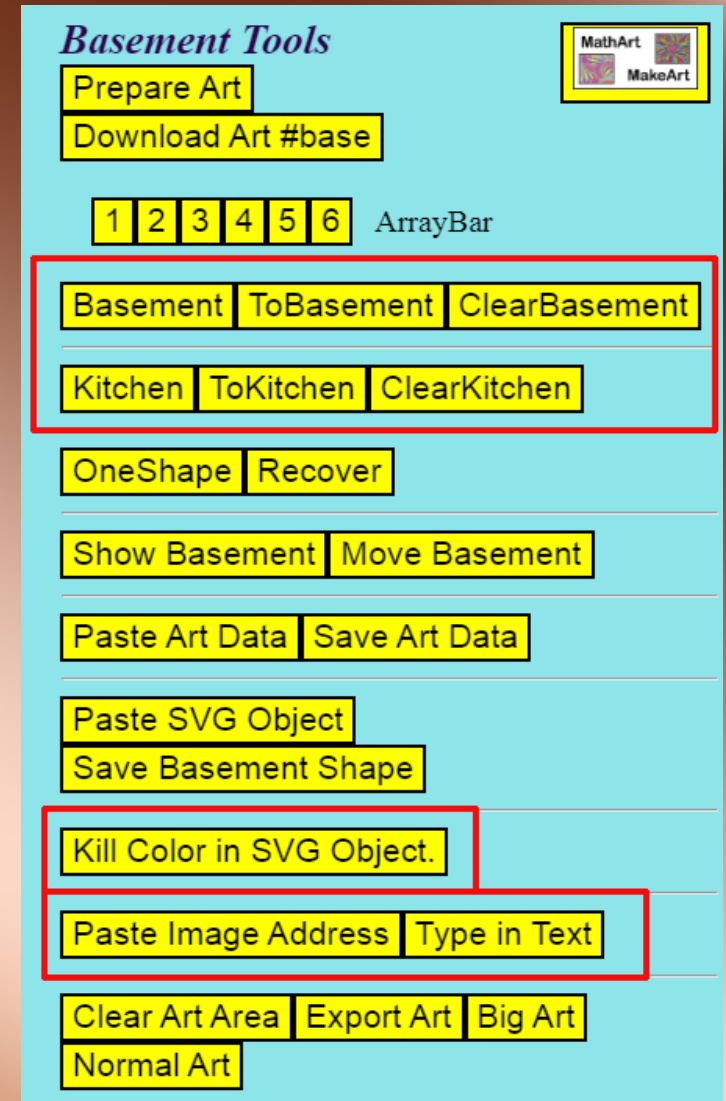 Basement Tools
MathArt
MakeArt
Prepare Art
Download Art #base
1 2 3 4 5 6 ArrayBar
Basement ToBasement ClearBasement
Kitchen ToKitchen ClearKitchen
OneShape Recover
Show Basement Move Basement
Paste Art Data Save Art Data
Paste SVG Object
Save Basement Shape
Kill Color in SVG Object.
Paste Image Address Type in Text
Clear Art Area Export Art Big Art
Normal Art